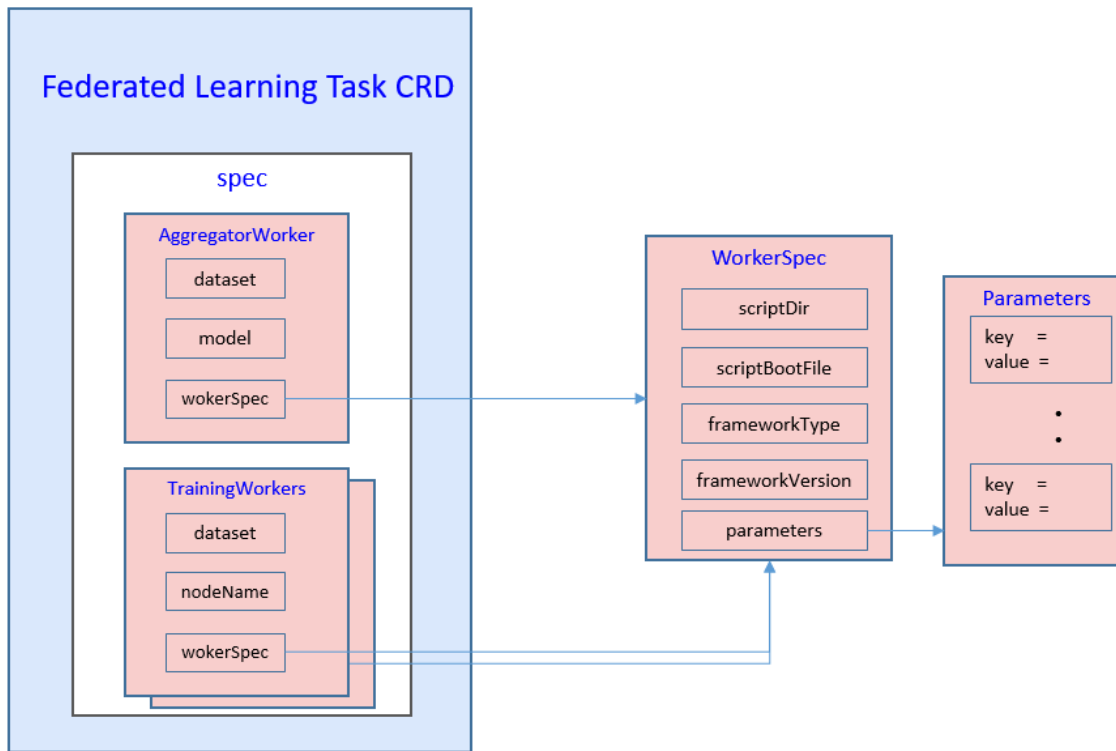 Federated Learning Task CRD
spec
AggregatorWorker
dataset
model
wokerSpec
TrainingWorkers
dataset
nodeName
wokerSpec
WorkerSpec
scriptDir
scriptBootFile
frameworkType
frameworkVersion
parameters
Parameters
key =
value =
key =
value =